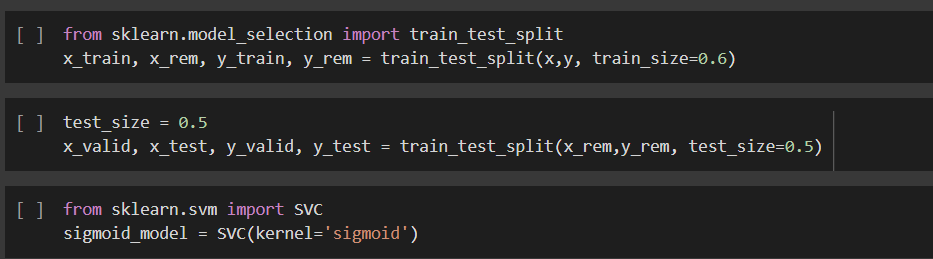 [ ] from sklearn.model_selection import train_test_split
x_train, x_rem, y_train, y_rem = train_test_split(x,y, train_size=0.6)
[ ] test_size = 0.5
x_valid, x_test, y_valid, y_test = train_test_split(x_rem,y_rem, test_size=0.5)
[ ] from sklearn.svm import SVC
sigmoid_model = SVC(kernel='sigmoid')